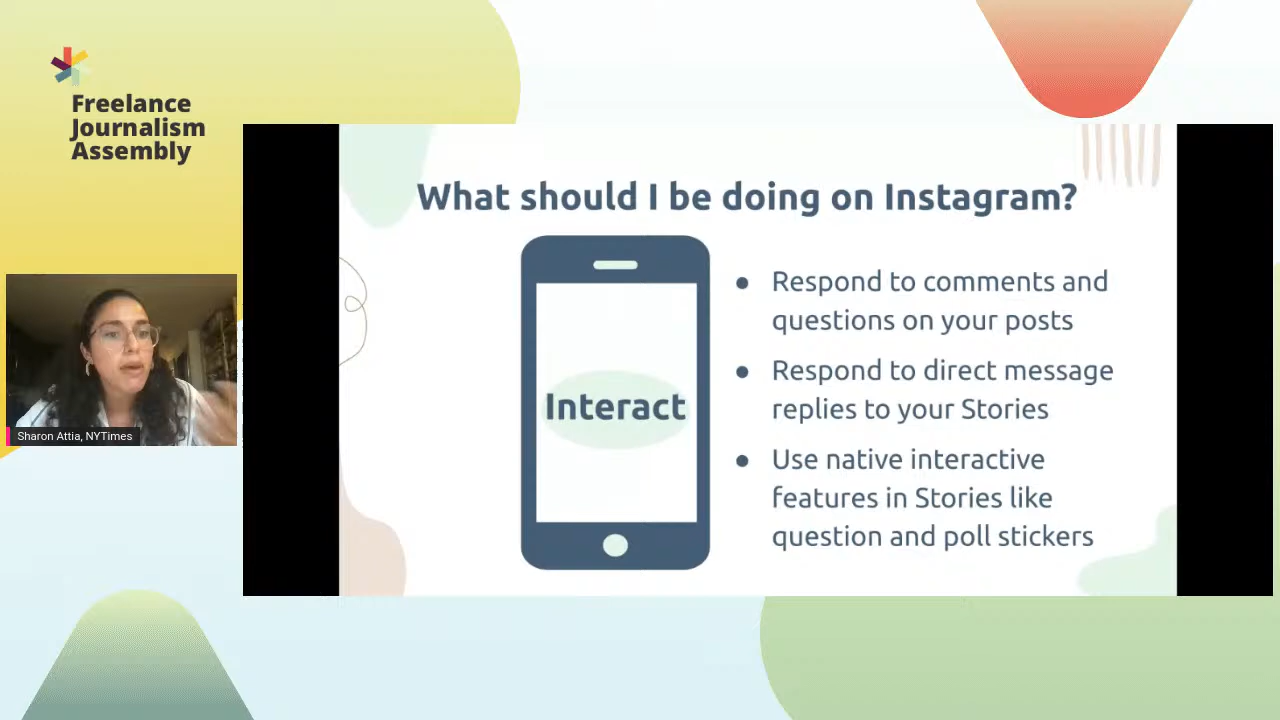 Freelance
Journalism
Assembly
What should I be doing on Instagram?
Interact
● Respond to comments and
questions on your posts
● Respond to direct message
replies to your Stories
● Use native interactive
features in Stories like
question and poll stickers
Sharon Attia, NYTimes